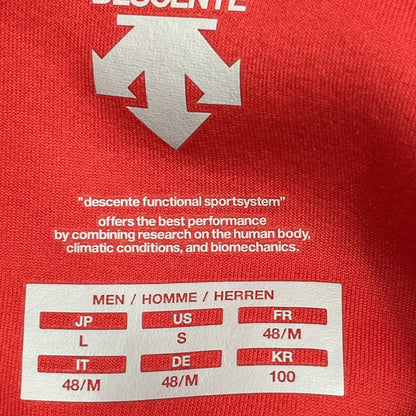 DESCENTE
"descente functional sportsystem"
offers the best performance
by combining research on the human body,
climatic conditions, and biomechanics.
MEN / HOMME / HERREN
JP US FR
L S 48/M
IT DE KR
48/M 48/M 100